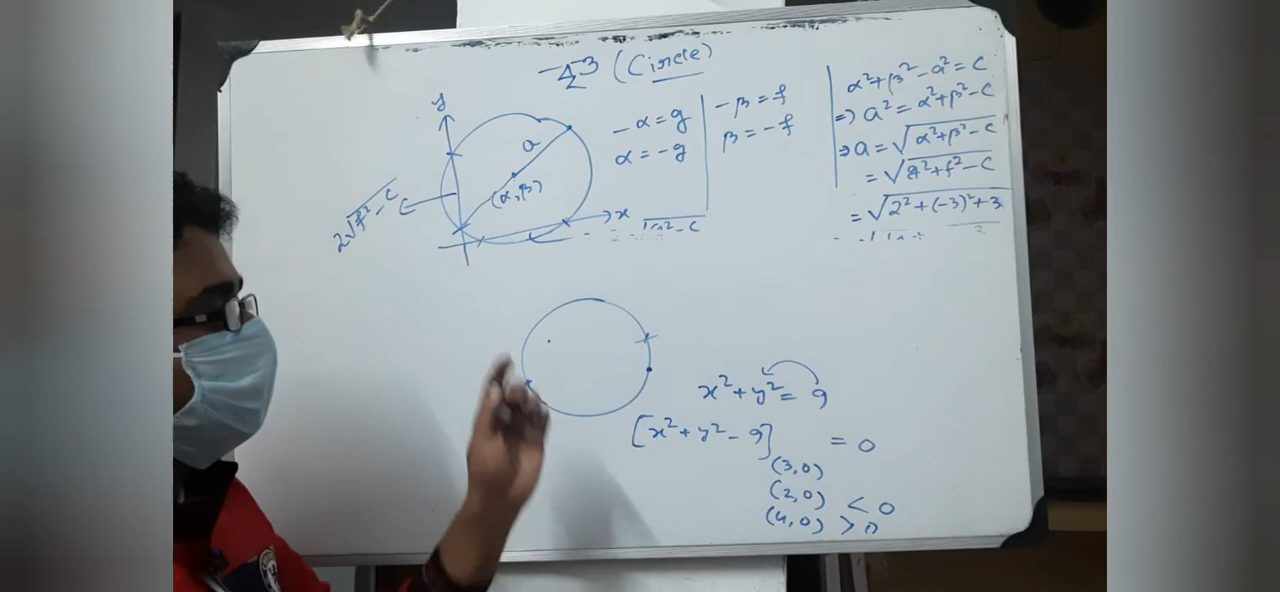 (Circle)
y
a
(α, β)
x
2√f²-c
-α = g
α = -g
-β = f
β = -f
α²+β²-a² = c
⇒ a² = α²+β²-c
⇒ a = √α²+β²-c
= √g²+f²-c
= √2²+(-3)²+3
x²+y² = 9
[x²+y²-9] = 0
(3,0)
(2,0) < 0
(4,0) > 0